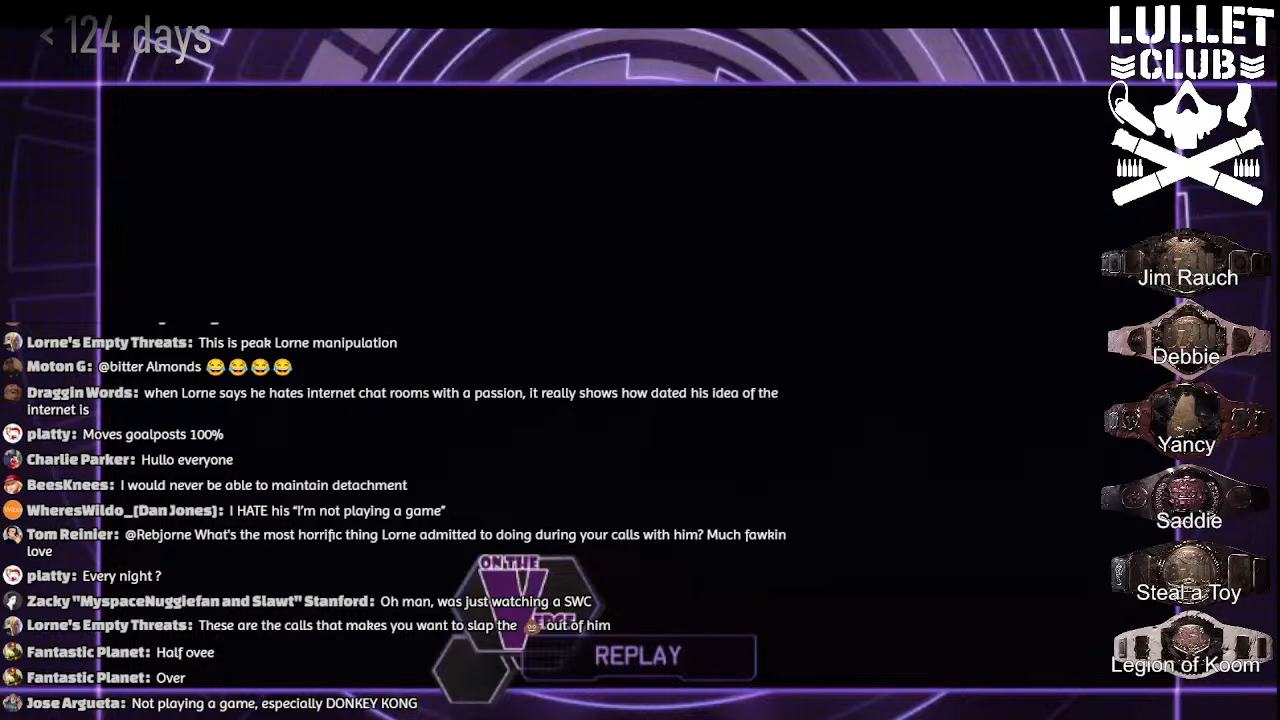 < 124 days
LULLET
CLUB
Jim Rauch
Debbie
Yancy
Saddie
Steal a Toy
Legion of Koom
Lorne's Empty Threats: This is peak Lorne manipulation
Moton G: @bitter Almonds 😂😂😂😂
Draggin Words: when Lorne says he hates internet chat rooms with a passion, it really shows how dated his idea of the
internet is
platty: Moves goalposts 100%
Charlie Parker: Hullo everyone
BeesKnees: I would never be able to maintain detachment
WheresWildo_(Dan Jones): I HATE his “I’m not playing a game”
Tom Reinier: @Rebjorne What's the most horrific thing Lorne admitted to doing during your calls with him? Much fawkin
love
platty: Every night ?
Zacky "MyspaceNuggiefan and Slawt" Stanford: Oh man, was just watching a SWC
Lorne's Empty Threats: These are the calls that makes you want to slap the 💩 out of him
Fantastic Planet: Half ovee
Fantastic Planet: Over
Jose Argueta: Not playing a game, especially DONKEY KONG
ON THE
V
REPLAY